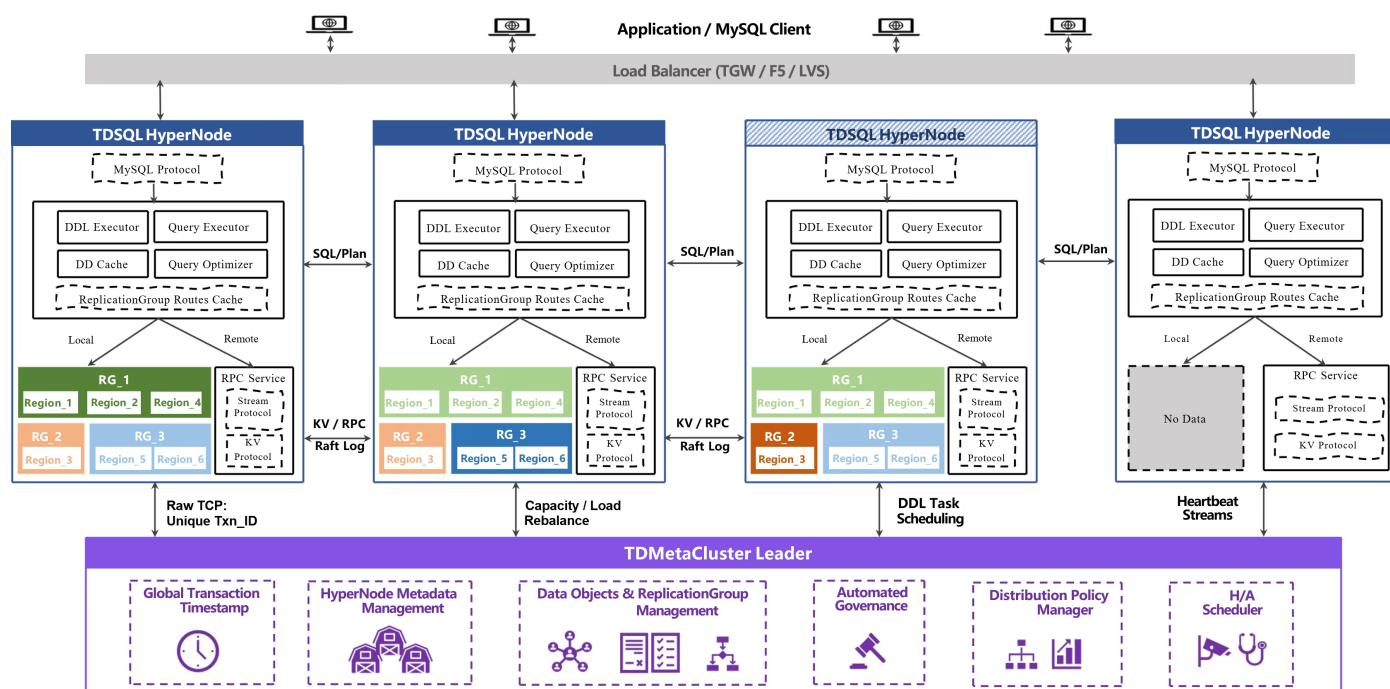 Application / MySQL Client
Load Balancer (TGW / F5 / LVS)
TDSQL HyperNode
MySQL Protocol
DDL Executor
Query Executor
DD Cache
Query Optimizer
ReplicationGroup Routes Cache
Local
Remote
RG_1
Region_1
Region_2
Region_4
RG_2
Region_3
RG_3
Region_5
Region_6
RPC Service
Stream
Protocol
KV
Protocol
SQL/Plan
KV / RPC
Raft Log
TDSQL HyperNode
MySQL Protocol
DDL Executor
Query Executor
DD Cache
Query Optimizer
ReplicationGroup Routes Cache
Local
Remote
RG_1
Region_1
Region_2
Region_4
RG_2
Region_3
RG_3
Region_5
Region_6
RPC Service
Stream
Protocol
KV
Protocol
SQL/Plan
KV / RPC
Raft Log
TDSQL HyperNode
MySQL Protocol
DDL Executor
Query Executor
DD Cache
Query Optimizer
ReplicationGroup Routes Cache
Local
Remote
RG_1
Region_1
Region_2
Region_4
RG_2
Region_3
RG_3
Region_5
Region_6
RPC Service
Stream
Protocol
KV
Protocol
SQL/Plan
TDSQL HyperNode
MySQL Protocol
DDL Executor
Query Executor
DD Cache
Query Optimizer
ReplicationGroup Routes Cache
Local
Remote
No Data
RPC Service
Stream Protocol
KV Protocol
Raw TCP:
Unique Txn_ID
Capacity / Load
Rebalance
DDL Task
Scheduling
Heartbeat
Streams
TDMetaCluster Leader
Global Transaction
Timestamp
HyperNode Metadata
Management
Data Objects & ReplicationGroup
Management
Automated
Governance
Distribution Policy
Manager
H/A
Scheduler